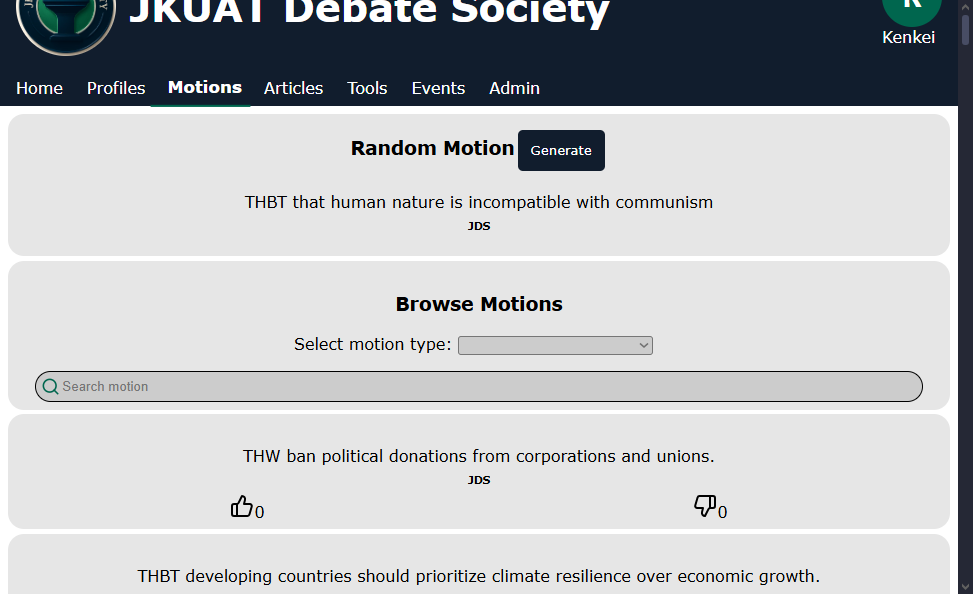 JKUAT Debate Society
Kenkei
Home Profiles Motions Articles Tools Events Admin
Random Motion Generate
THBT that human nature is incompatible with communism
JDS
Browse Motions
Select motion type:
Search motion
THW ban political donations from corporations and unions.
JDS
0 0
THBT developing countries should prioritize climate resilience over economic growth.